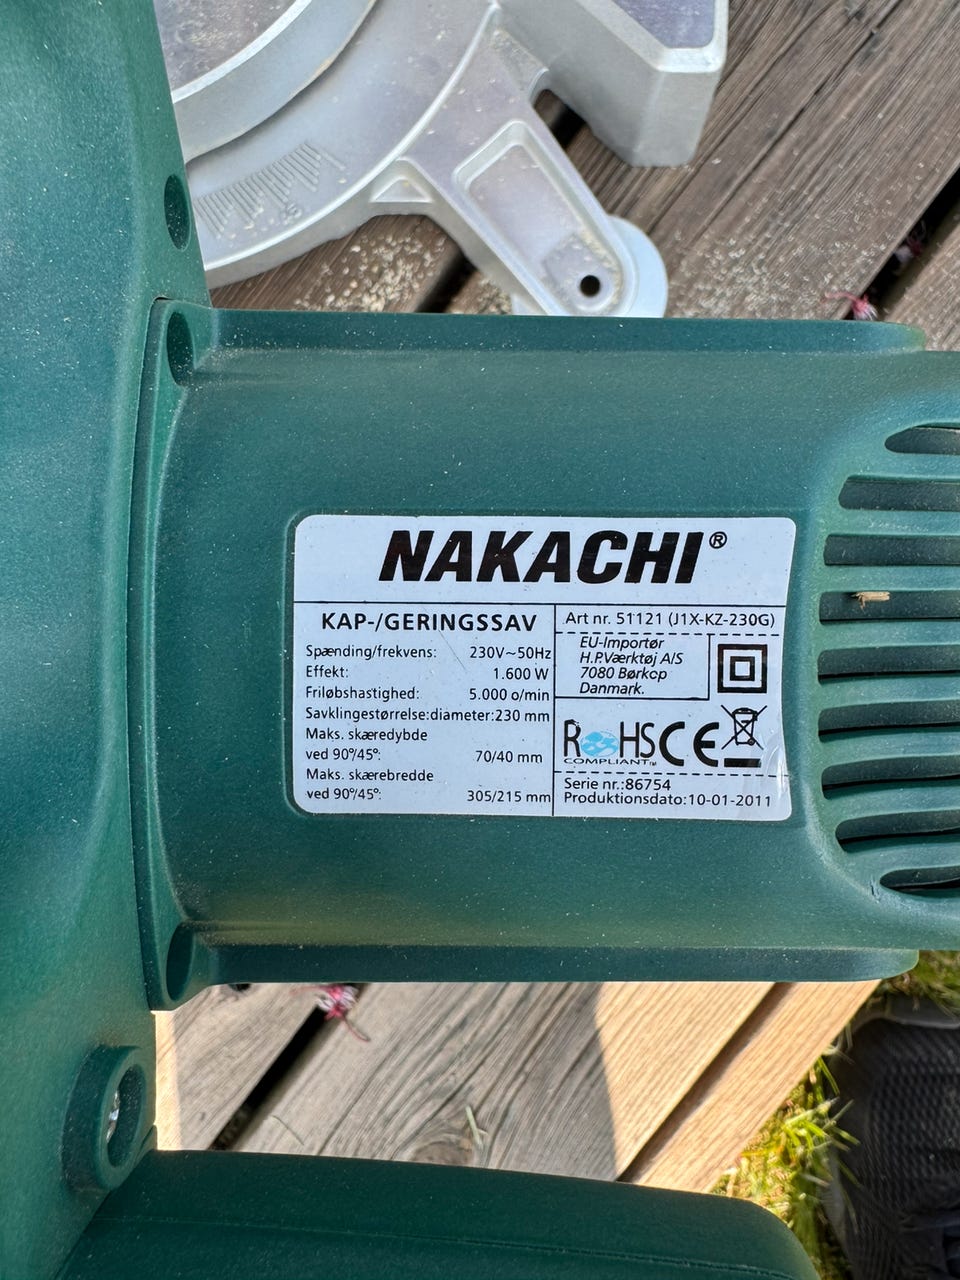 NAKACHI®
KAP-/GERINGSSAV
Spænding/frekvens: 230V~50Hz
Effekt: 1.600 W
Friløbshastighed: 5.000 o/min
Savklingestørrelse:diameter:230 mm
Maks. skæredybde
ved 90°/45°: 70/40 mm
Maks. skærebredde
ved 90°/45°: 305/215 mm
Art nr. 51121 (J1X-KZ-230G)
EU-Importør
H.P.Værktøj A/S
7080 Børkop
Danmark.
RoHS CE
COMPLIANT™
Serie nr.:86754
Produktionsdato:10-01-2011